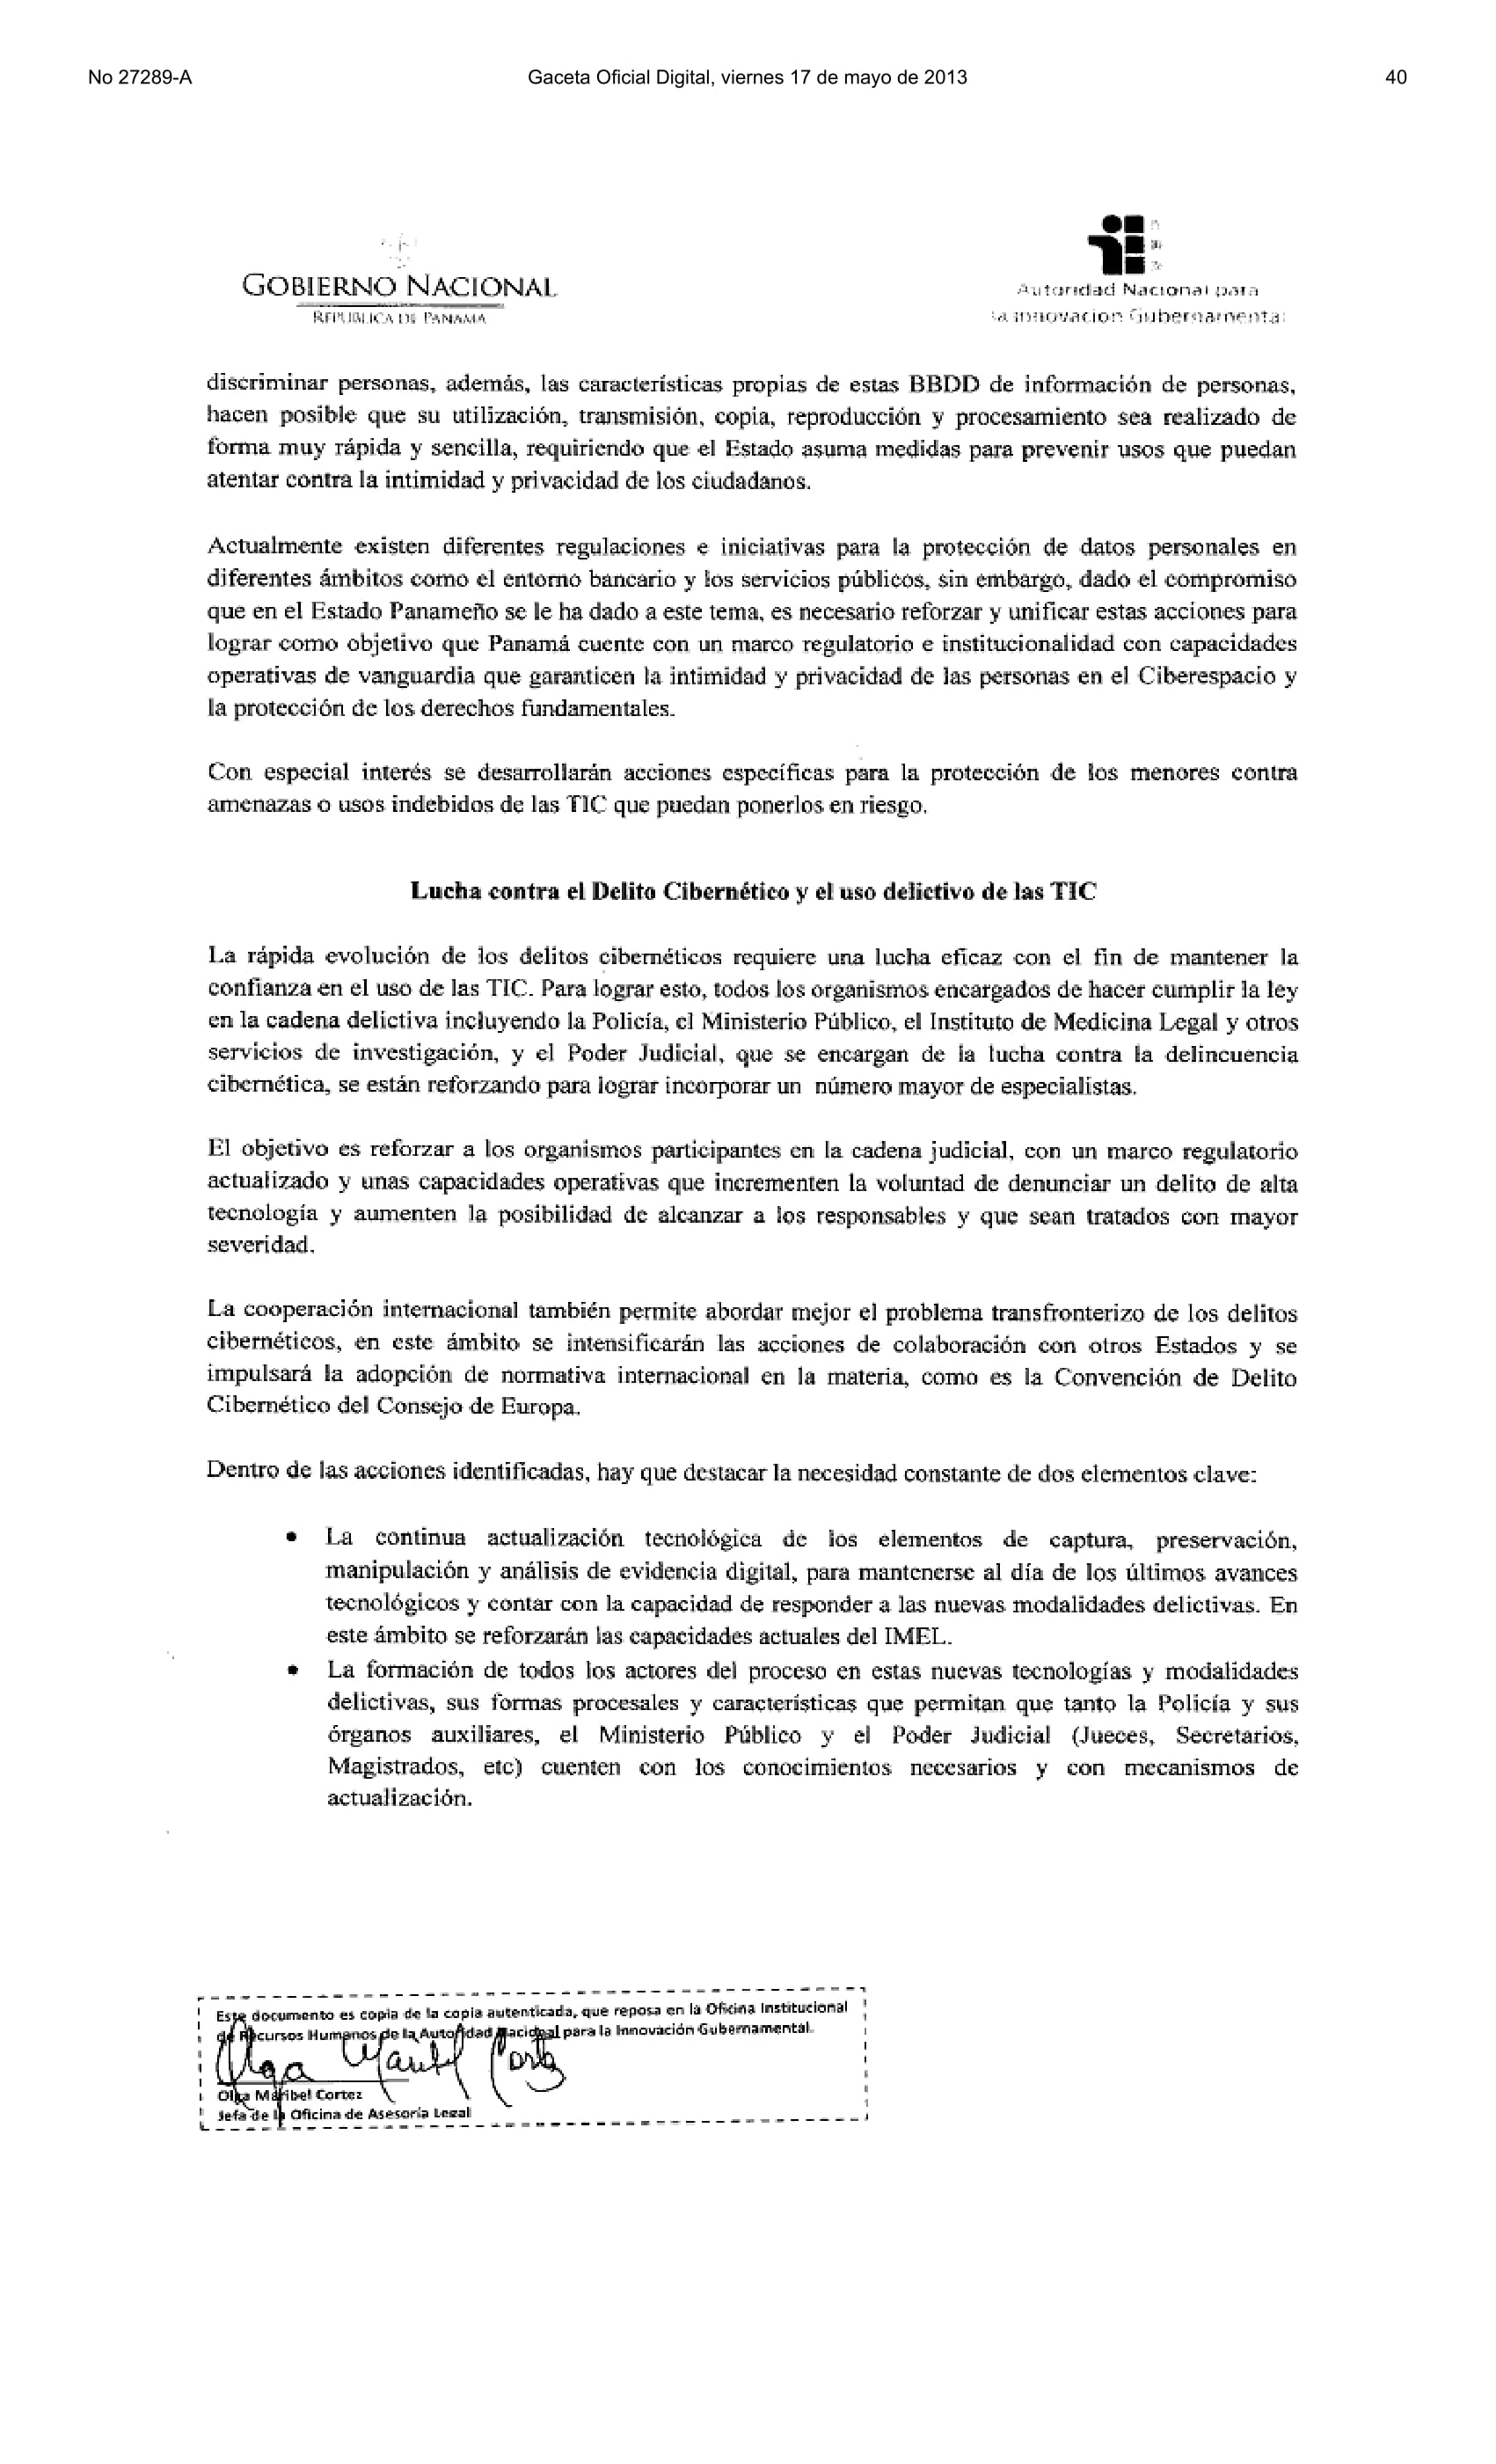 No 27289-A
Gaceta Oficial Digital, viernes 17 de mayo de 2013
40
GOBIERNO NACIONAL
REPÚBLICA DE PANAMÁ
Autoridad Nacional para
la innovación Gubernamental
discriminar personas, además, las características propias de estas BBDD de información de personas,
hacen posible que su utilización, transmisión, copia, reproducción y procesamiento sea realizado de
forma muy rápida y sencilla, requiriendo que el Estado asuma medidas para prevenir usos que puedan
atentar contra la intimidad y privacidad de los ciudadanos.
Actualmente existen diferentes regulaciones e iniciativas para la protección de datos personales en
diferentes ámbitos como el entorno bancario y los servicios públicos, sin embargo, dado el compromiso
que en el Estado Panameño se le ha dado a este tema, es necesario reforzar y unificar estas acciones para
lograr como objetivo que Panamá cuente con un marco regulatorio e institucionalidad con capacidades
operativas de vanguardia que garanticen la intimidad y privacidad de las personas en el Ciberespacio y
la protección de los derechos fundamentales.
Con especial interés se desarrollarán acciones específicas para la protección de los menores contra
amenazas o usos indebidos de las TIC que puedan ponerlos en riesgo.
Lucha contra el Delito Cibernético y el uso delictivo de las TIC
La rápida evolución de los delitos cibernéticos requiere una lucha eficaz con el fin de mantener la
confianza en el uso de las TIC. Para lograr esto, todos los organismos encargados de hacer cumplir la ley
en la cadena delictiva incluyendo la Policía, el Ministerio Público, el Instituto de Medicina Legal y otros
servicios de investigación, y el Poder Judicial, que se encargan de la lucha contra la delincuencia
cibernética, se están reforzando para lograr incorporar un número mayor de especialistas.
El objetivo es reforzar a los organismos participantes en la cadena judicial, con un marco regulatorio
actualizado y unas capacidades operativas que incrementen la voluntad de denunciar un delito de alta
tecnología y aumenten la posibilidad de alcanzar a los responsables y que sean tratados con mayor
severidad.
La cooperación internacional también permite abordar mejor el problema transfronterizo de los delitos
cibernéticos, en este ámbito se intensificarán las acciones de colaboración con otros Estados y se
impulsará la adopción de normativa internacional en la materia, como es la Convención de Delito
Cibernético del Consejo de Europa.
Dentro de las acciones identificadas, hay que destacar la necesidad constante de dos elementos clave:
• La continua actualización tecnológica de los elementos de captura, preservación,
manipulación y análisis de evidencia digital, para mantenerse al día de los últimos avances
tecnológicos y contar con la capacidad de responder a las nuevas modalidades delictivas. En
este ámbito se reforzarán las capacidades actuales del IMEL.
• La formación de todos los actores del proceso en estas nuevas tecnologías y modalidades
delictivas, sus formas procesales y características que permitan que tanto la Policía y sus
órganos auxiliares, el Ministerio Público y el Poder Judicial (Jueces, Secretarios,
Magistrados, etc) cuenten con los conocimientos necesarios y con mecanismos de
actualización.
Este documento es copia de la copia autenticada, que reposa en la Oficina Institucional
de Recursos Humanos de la Autoridad Nacional para la Innovación Gubernamental.
Olga Maribel Cortez
Olga Maribel Cortez
Jefa de la Oficina de Asesoría Legal